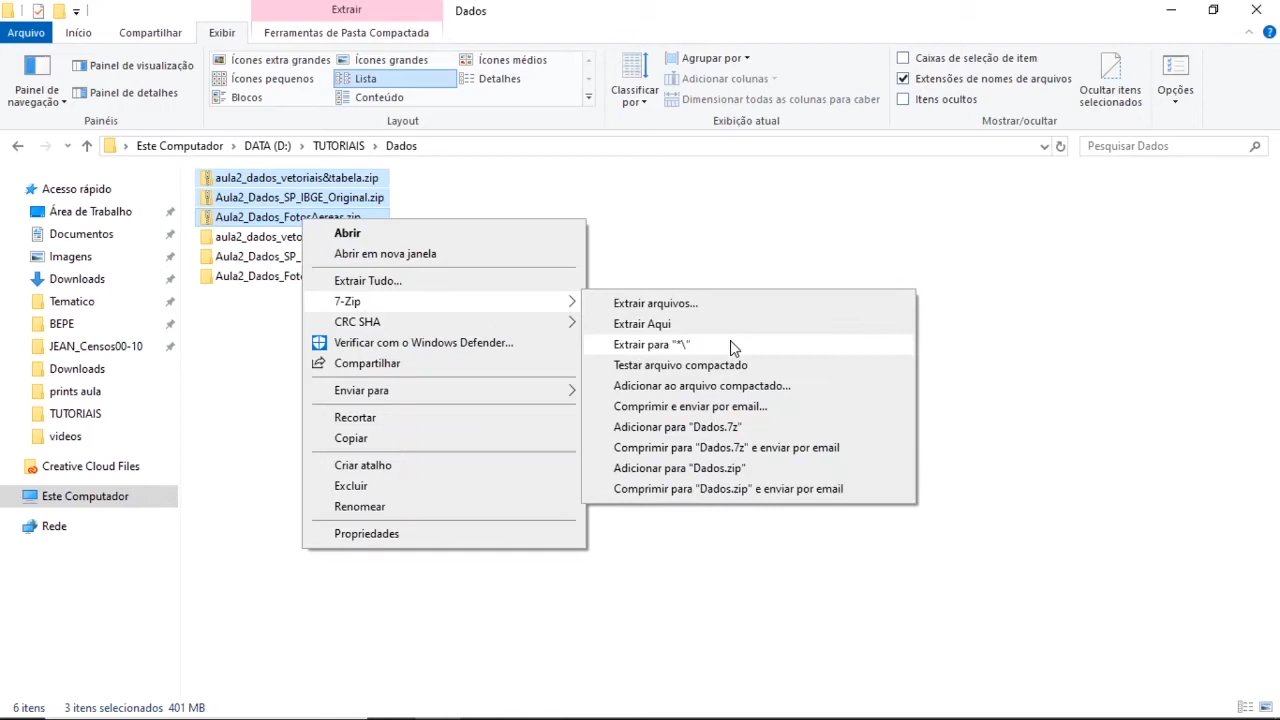 Extrair
Dados
Arquivo
Início
Compartilhar
Exibir
Ferramentas de Pasta Compactada
Painel de navegação
Painel de visualização
Painel de detalhes
Painéis
Ícones extra grandes
Ícones grandes
Ícones médios
Ícones pequenos
Lista
Detalhes
Blocos
Conteúdo
Layout
Classificar por
Agrupar por
Adicionar colunas
Dimensionar todas as colunas para caber
Exibição atual
Caixas de seleção de item
Extensões de nomes de arquivos
Itens ocultos
Ocultar itens selecionados
Mostrar/ocultar
Opções
Este Computador > DATA (D:) > TUTORIAIS > Dados
Pesquisar Dados
Acesso rápido
Área de Trabalho
Documentos
Imagens
Downloads
Tematico
BEPE
JEAN_Censos00-10
Downloads
prints aula
TUTORIAIS
videos
Creative Cloud Files
Este Computador
Rede
aula2_dados_vetoriais&tabela.zip
Aula2_Dados_SP_IBGE_Original.zip
Aula2_Dados_FotosAereas.zip
aula2_dados_veto
Aula2_Dados_SP_
Aula2_Dados_Fot
Abrir
Abrir em nova janela
Extrair Tudo...
7-Zip
CRC SHA
Verificar com o Windows Defender...
Compartilhar
Enviar para
Recortar
Copiar
Criar atalho
Excluir
Renomear
Propriedades
Extrair arquivos...
Extrair Aqui
Extrair para "*\"
Testar arquivo compactado
Adicionar ao arquivo compactado...
Comprimir e enviar por email...
Adicionar para "Dados.7z"
Comprimir para "Dados.7z" e enviar por email
Adicionar para "Dados.zip"
Comprimir para "Dados.zip" e enviar por email
6 itens
3 itens selecionados 401 MB